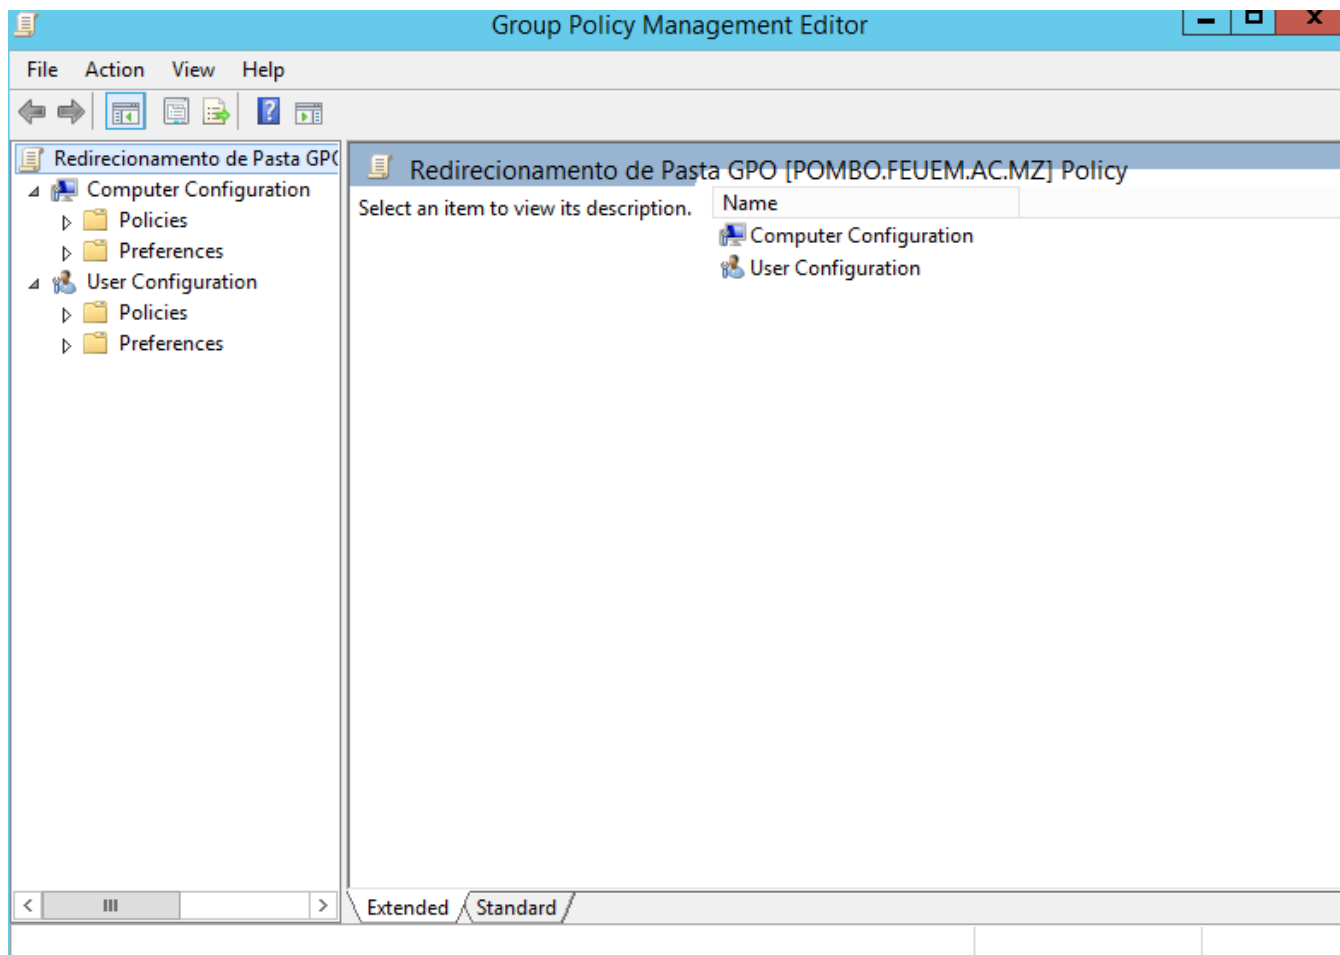 Group Policy Management Editor
File Action View Help
Redirecionamento de Pasta GPO
Computer Configuration
Policies
Preferences
User Configuration
Policies
Preferences
Redirecionamento de Pasta GPO [POMBO.FEUEM.AC.MZ] Policy
Select an item to view its description.
Name
Computer Configuration
User Configuration
Extended Standard